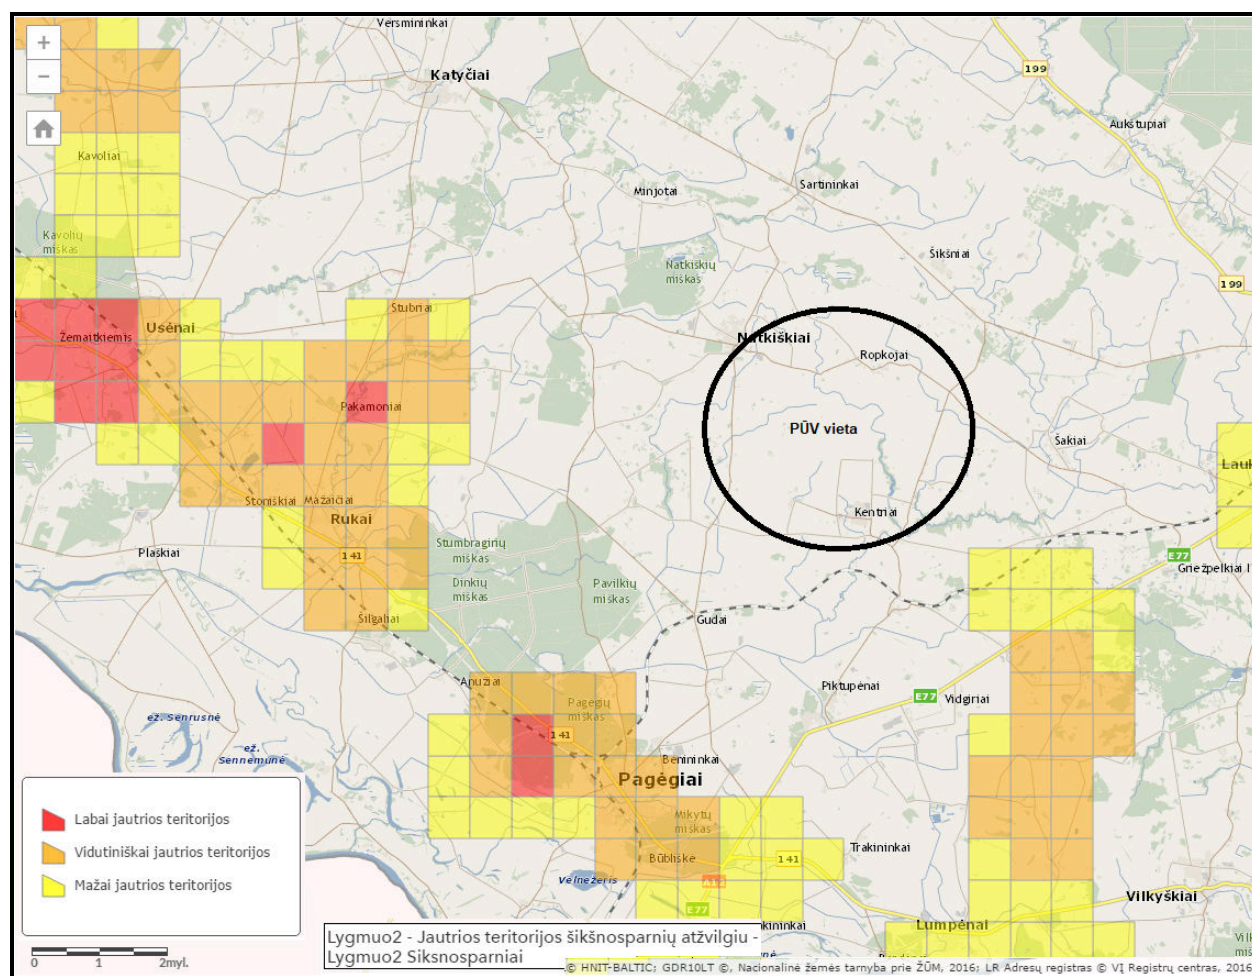 Versmininkai
Katyčiai
199
Aukštupiai
Kavoliai
Minjotai
Sartininkai
Kavolių
miškas
Natkiškių
miškas
Šikšniai
199
Stubriai
Usėnai
Žemaitkiemis
Natkiškiai
Ropkojai
Pakamoniai
PŪV vieta
Šakiai
Lauk
Stoniškiai
Mažaičiai
Rukai
Kentriai
Plaškiai
141
Stumbragirių
miškas
E77
Griežpelkiai I
Dinkių
miškas
Pavilkių
miškas
Šilgaliai
Gudai
Anužiai
Piktupėnai
Vidgiriai
E77
Pagėgių
miškas
ež. Senrusnė
141
ež.
Sennemunė
Benininkai
Pagėgiai
Mikytų
miškas
Būbliškė
141
Trakininkai
Velnežeris
A12
Vilkyškiai
E77
Lumpėnai
Labai jautrios teritorijos
Vidutiniškai jautrios teritorijos
Mažai jautrios teritorijos
0 1 2myl.
Lygmuo2 - Jautrios teritorijos šikšnosparnių atžvilgiu -
Lygmuo2 Siksnosparniai
© HNIT-BALTIC; GDR10LT ©, Nacionalinė žemės tarnyba prie ŽŪM, 2016; LR Adresų registras © VĮ Registrų centras, 2016